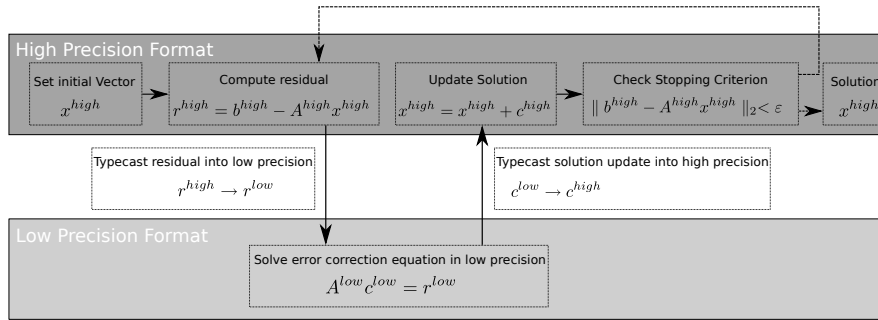 High Precision Format
Set initial Vector
x^{high}
Compute residual
r^{high} = b^{high} − A^{high}x^{high}
Update Solution
x^{high} = x^{high} + c^{high}
Check Stopping Criterion
∥ b^{high} − A^{high}x^{high} ∥_2 < ε
Solution
x^{high}
Typecast residual into low precision
r^{high} → r^{low}
Typecast solution update into high precision
c^{low} → c^{high}
Low Precision Format
Solve error correction equation in low precision
A^{low}c^{low} = r^{low}